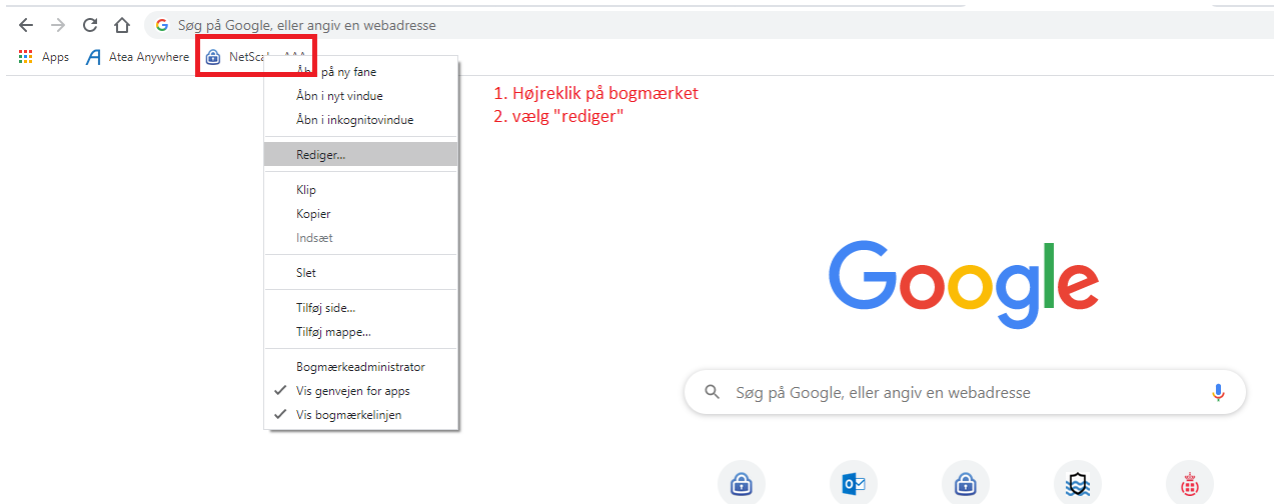 Søg på Google, eller angiv en webadresse
Apps
Atea Anywhere
på ny fane
Åbn i nyt vindue
Åbn i inkognitovindue
Rediger...
Klip
Kopier
Indsæt
Slet
Tilføj side...
Tilføj mappe...
Bogmærkeadministrator
Vis genvejen for apps
Vis bogmærkelinjen
1. Højreklik på bogmærket
2. vælg "rediger"
Google
Søg på Google, eller angiv en webadresse